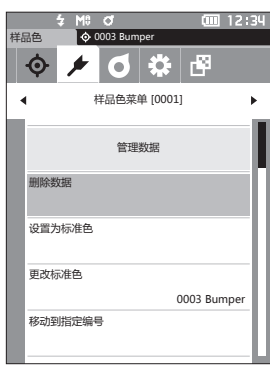 M% 12:34
样品色 0003 Bumper
样品色菜单 [0001]
管理数据
删除数据
设置为标准色
更改标准色
0003 Bumper
移动到指定编号